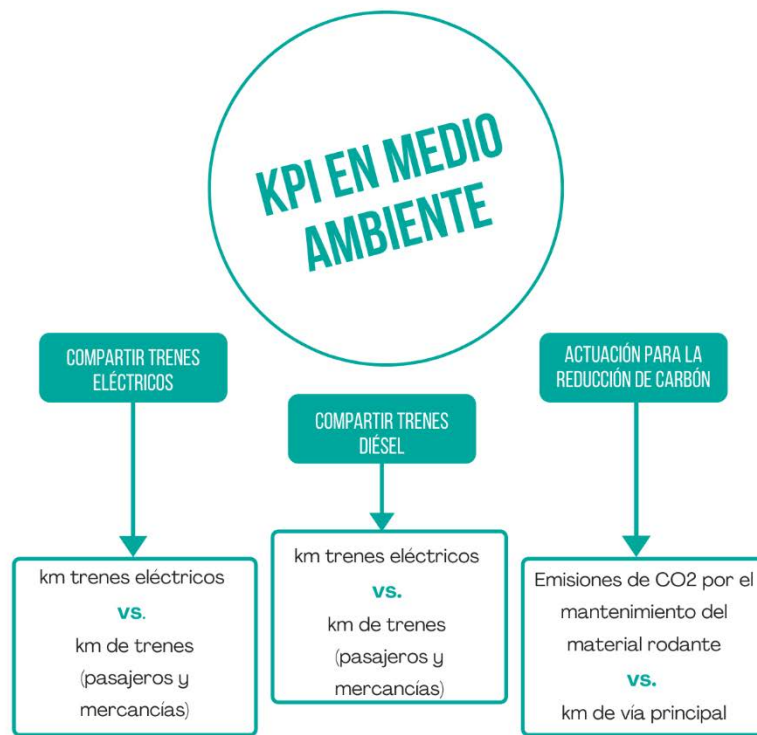 KPI EN MEDIO
AMBIENTE
COMPARTIR TRENES
ELÉCTRICOS
km trenes eléctricos
vs.
km de trenes
(pasajeros y
mercancías)
COMPARTIR TRENES
DIÉSEL
km trenes eléctricos
vs.
km de trenes
(pasajeros y
mercancías)
ACTUACIÓN PARA LA
REDUCCIÓN DE CARBÓN
Emisiones de CO2 por el
mantenimiento del
material rodante
vs.
km de vía principal